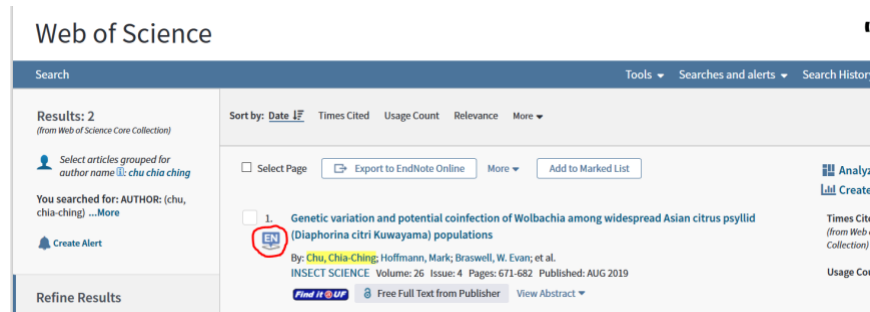 Web of Science
Search
Tools
Searches and alerts
Search History
Results: 2
(from Web of Science Core Collection)
Select articles grouped for
author name: chu chia ching
You searched for: AUTHOR: (chu,
chia-ching) ...More
Create Alert
Refine Results
Sort by: Date Times Cited Usage Count Relevance More
Select Page
Export to EndNote Online
More
Add to Marked List
1.
EN
Genetic variation and potential coinfection of Wolbachia among widespread Asian citrus psyllid
(Diaphorina citri Kuwayama) populations
By: Chu, Chia-Ching; Hoffmann, Mark; Braswell, W. Evan; et al.
INSECT SCIENCE Volume: 26 Issue: 4 Pages: 671-682 Published: AUG 2019
Find it @ UF
Free Full Text from Publisher
View Abstract
Analyz
Create
Times Cite
(from Web
Collection)
Usage Cou